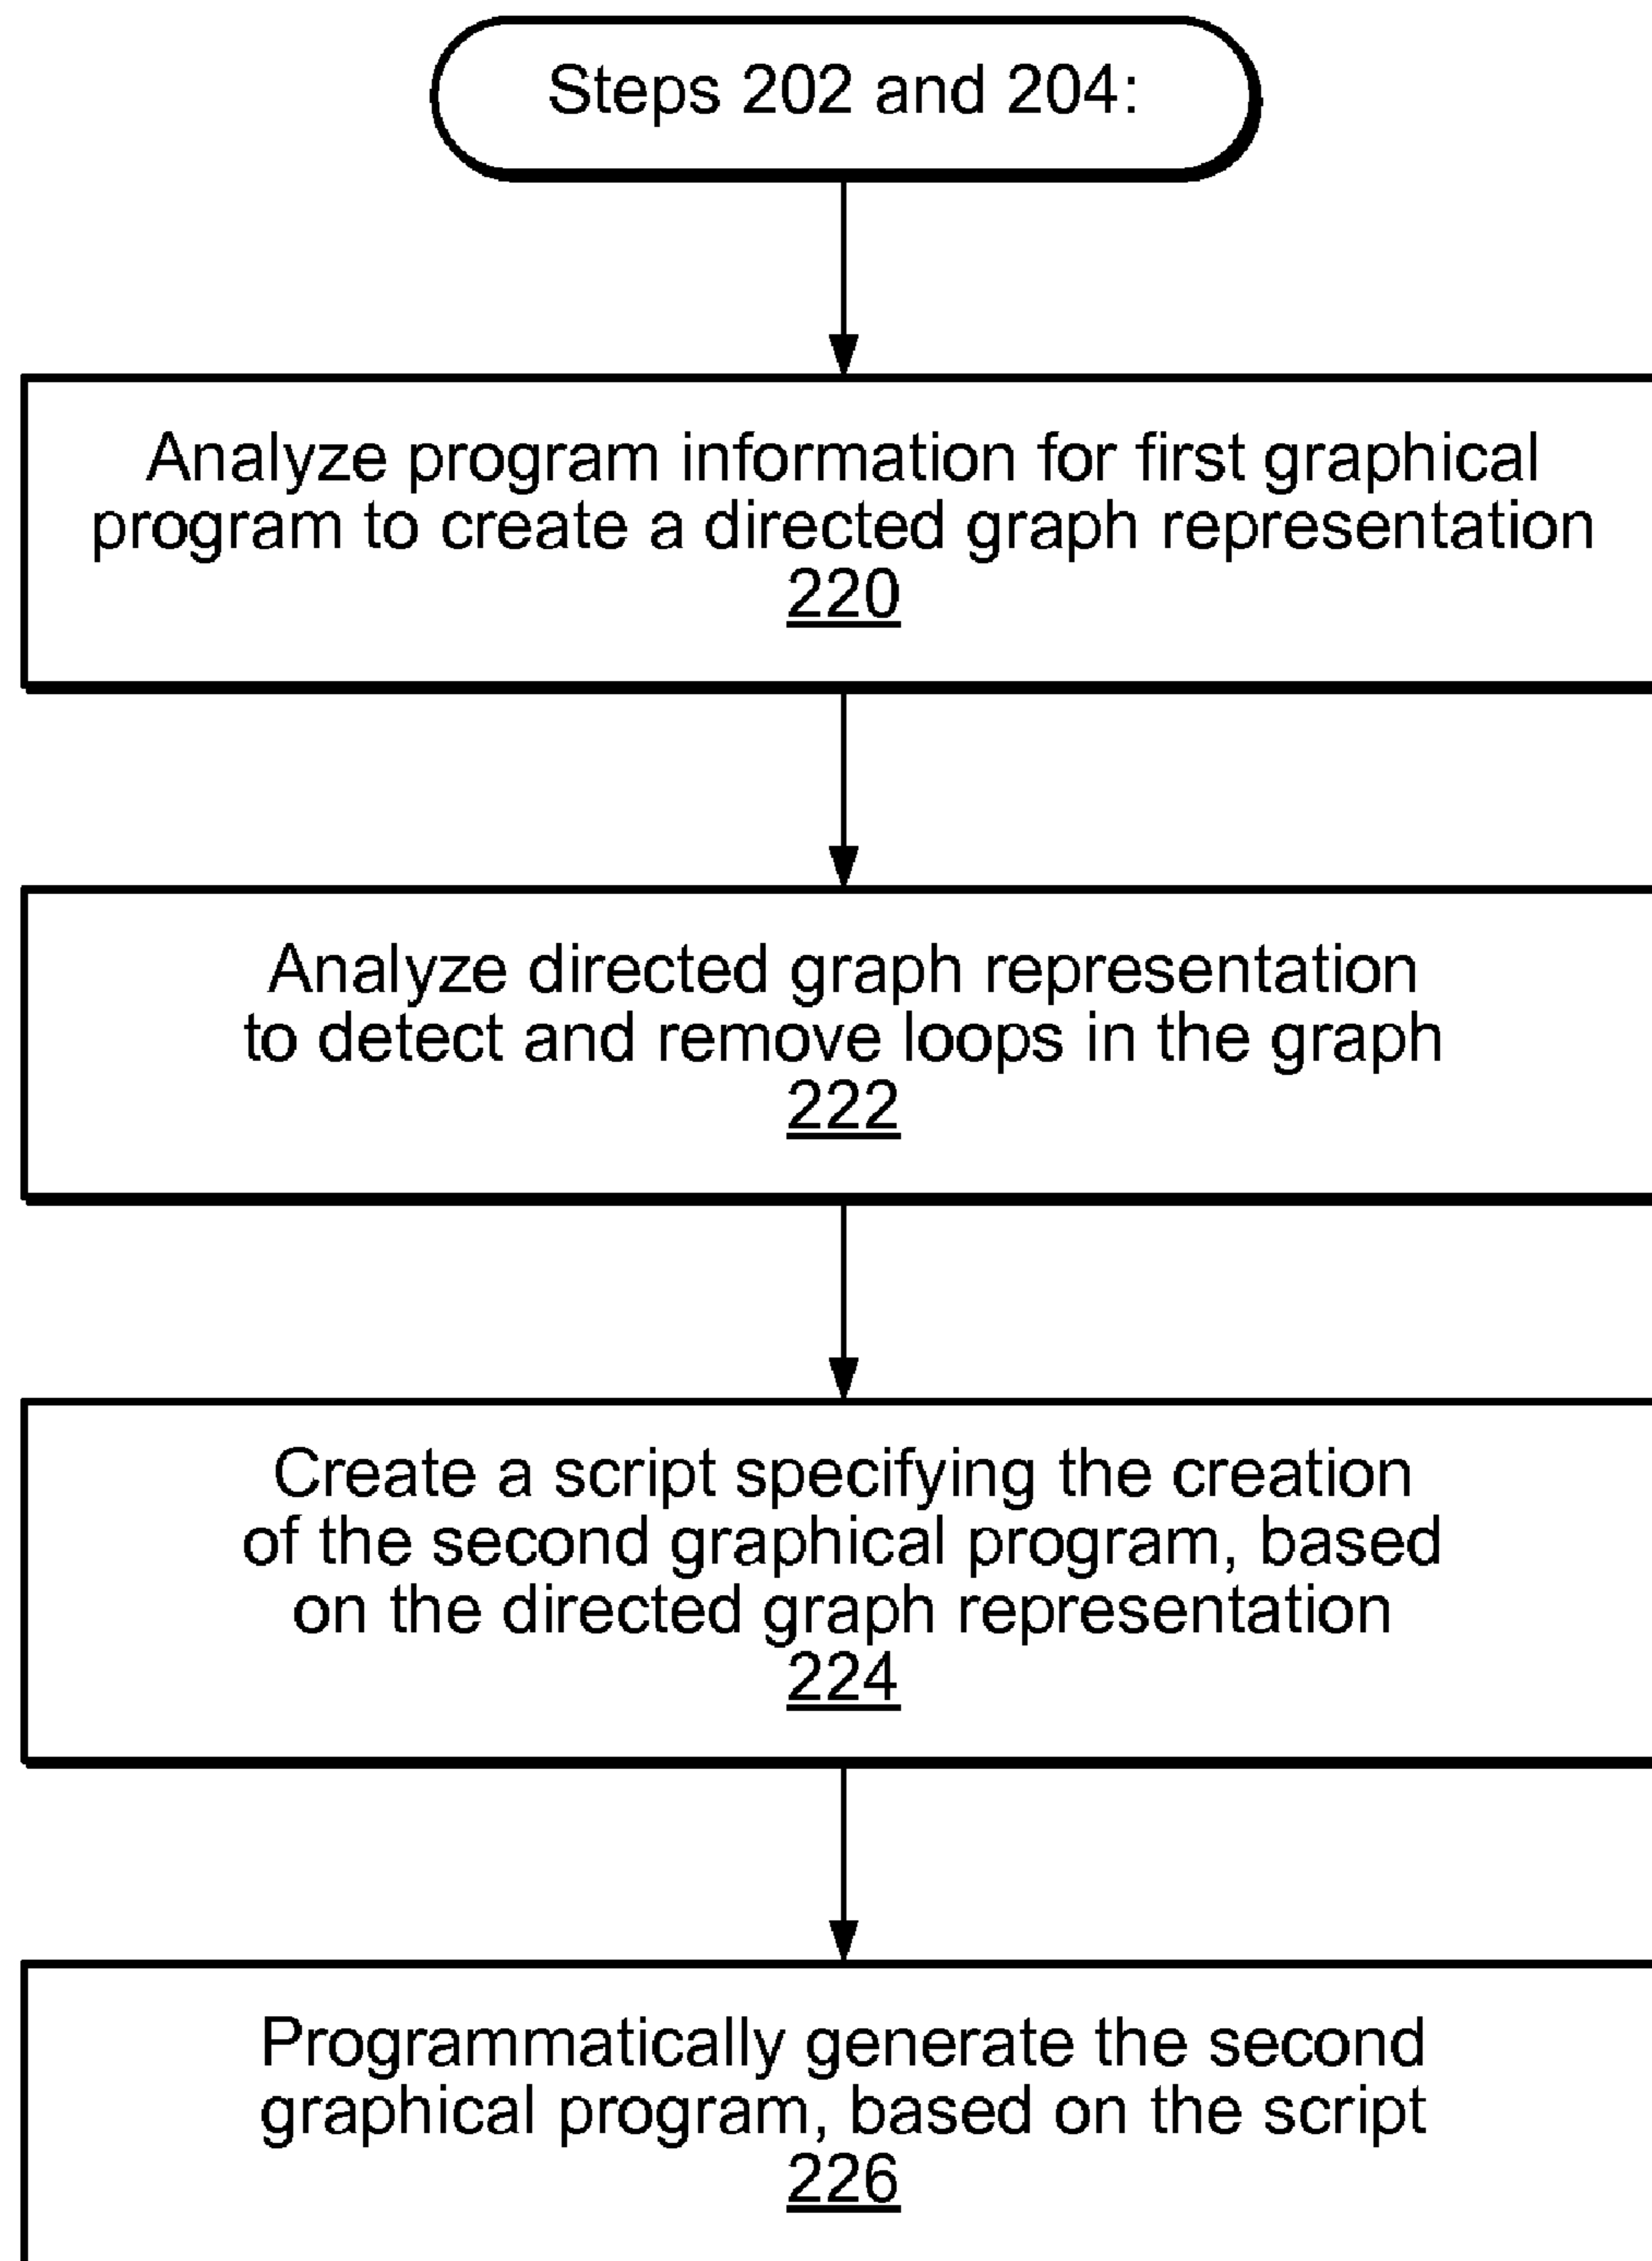 Steps 202 and 204:
Analyze program information for first graphical
program to create a directed graph representation
220
Analyze directed graph representation
to detect and remove loops in the graph
222
Create a script specifying the creation
of the second graphical program, based
on the directed graph representation
224
Programmatically generate the second
graphical program, based on the script
226